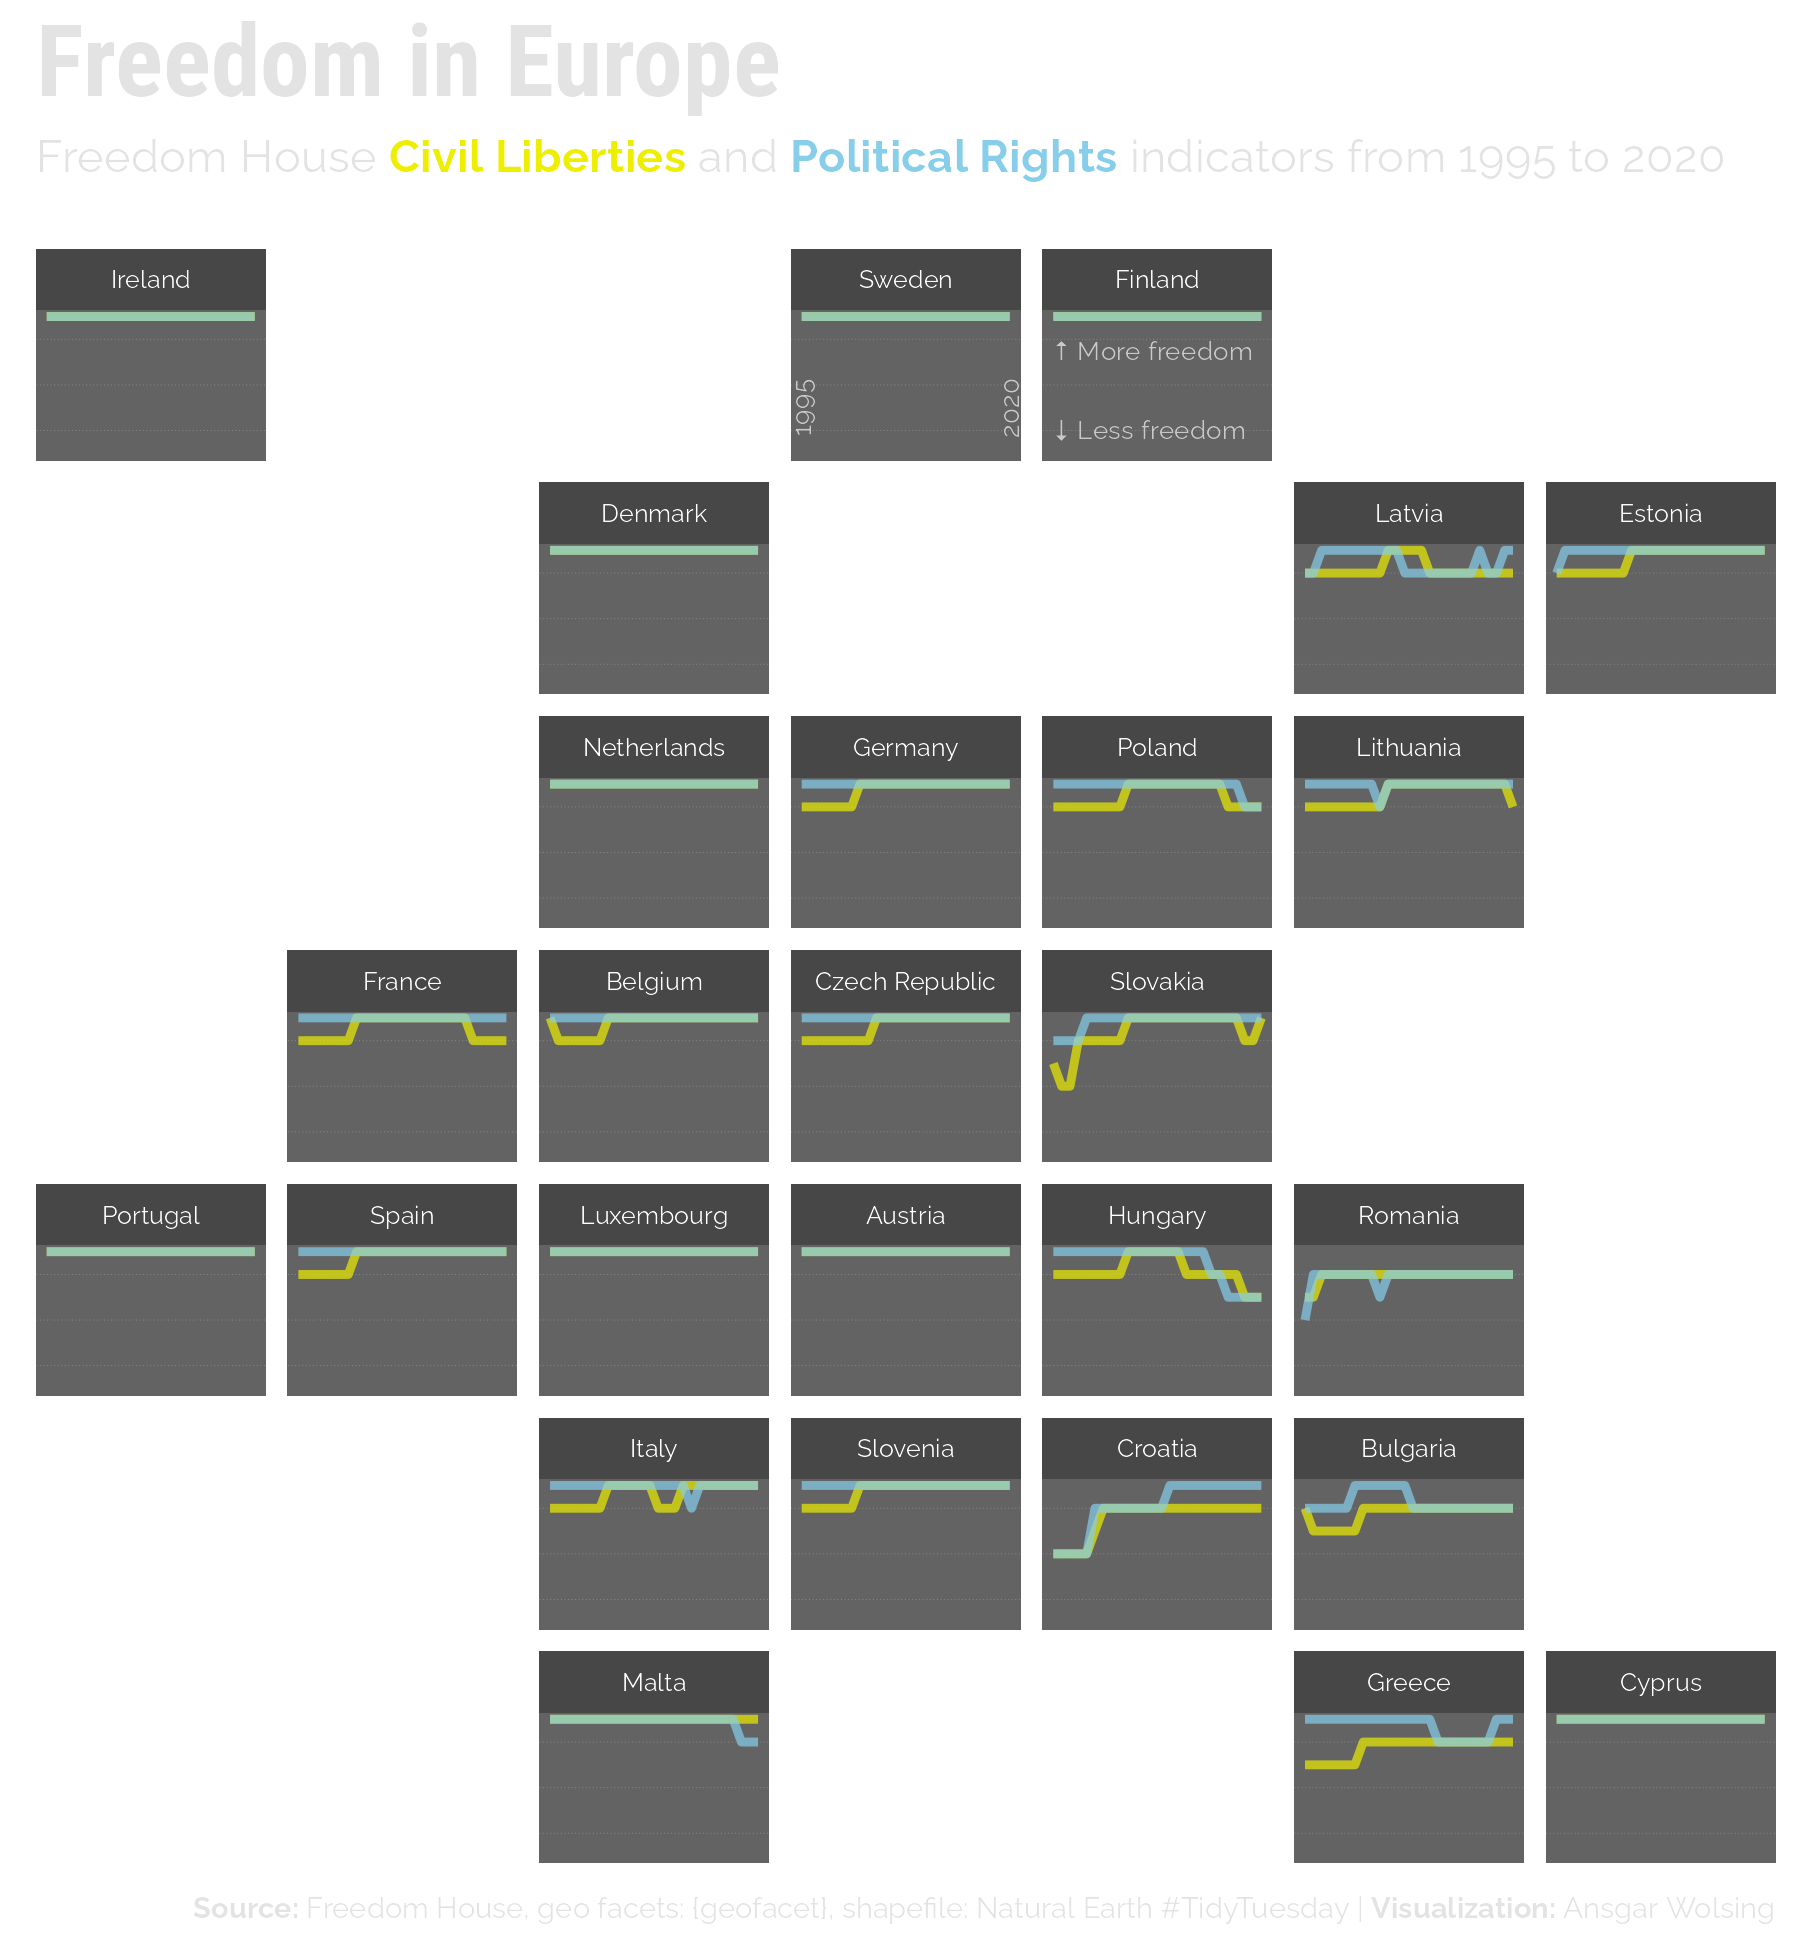 Freedom in Europe
Freedom House Civil Liberties and Political Rights indicators from 1995 to 2020
Ireland
Sweden
Finland
↑ More freedom
1995
2020
↓ Less freedom
Denmark
Latvia
Estonia
Netherlands
Germany
Poland
Lithuania
France
Belgium
Czech Republic
Slovakia
Portugal
Spain
Luxembourg
Austria
Hungary
Romania
Italy
Slovenia
Croatia
Bulgaria
Malta
Greece
Cyprus
Source: Freedom House, geo facets: {geofacet}, shapefile: Natural Earth #TidyTuesday | Visualization: Ansgar Wolsing